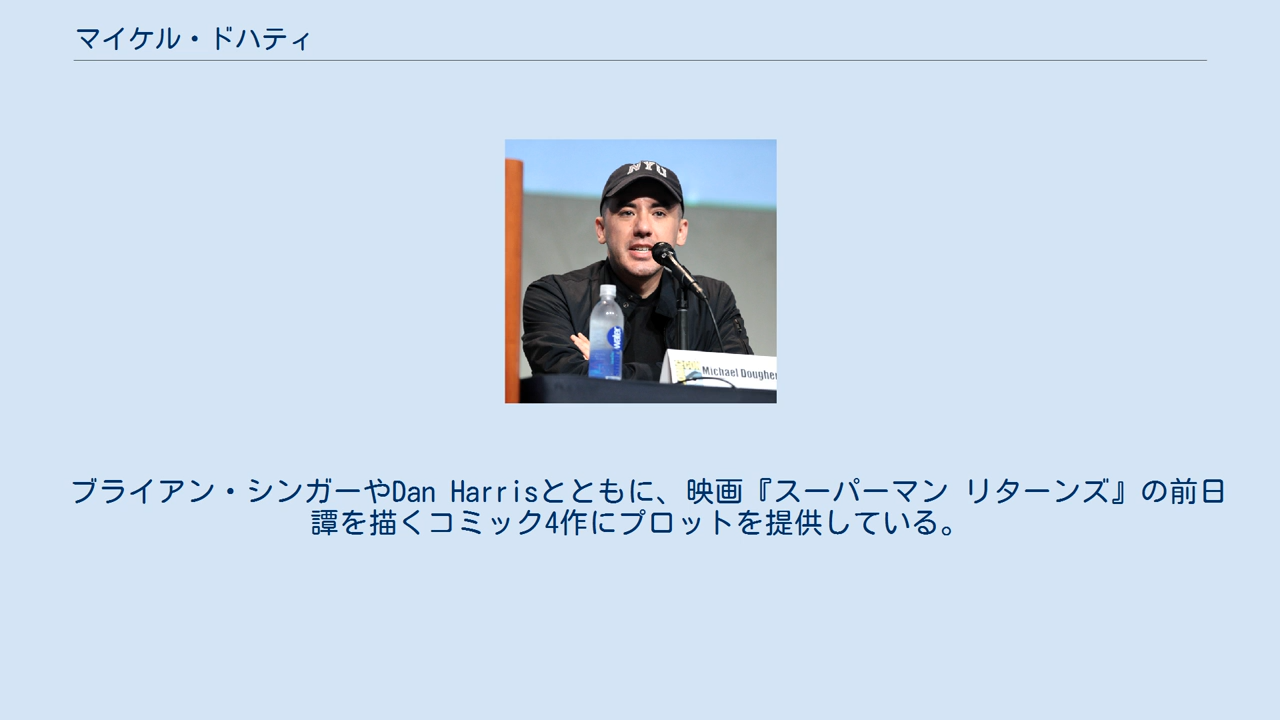 マイケル・ドハティ
NYU
water
Michael Dougher
ブライアン・シンガーやDan Harrisとともに、映画『スーパーマン リターンズ』の前日
譚を描くコミック4作にプロットを提供している。